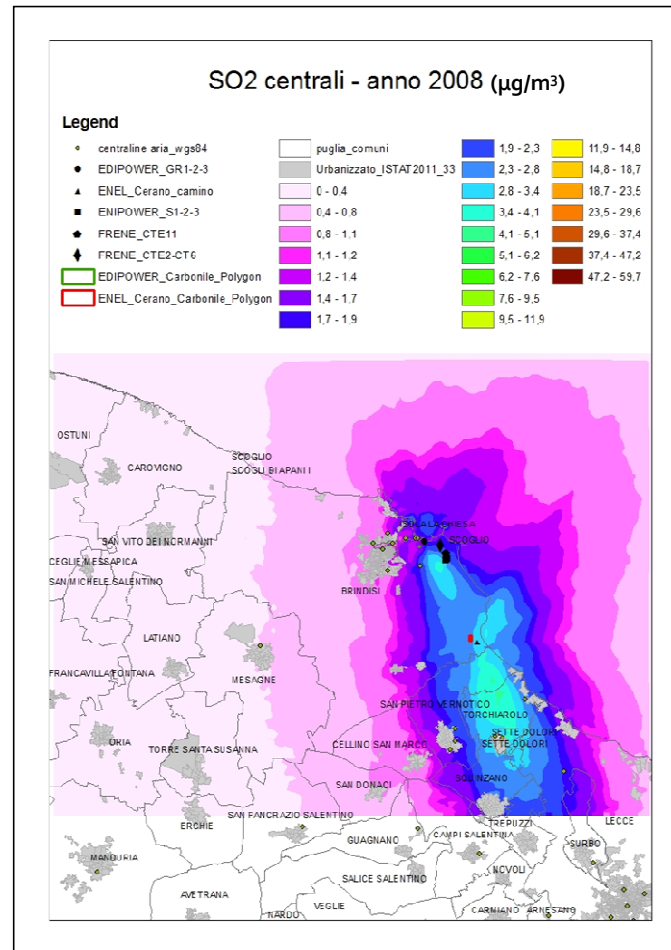 SO2 centrali - anno 2008 (µg/m³)
Legend
centraline aria_wgs84
EDIPOWER_GR1-2-3
ENEL_Cerano_camino
ENIPOWER_S1-2-3
FRENE_CTE11
FRENE_CTE2-CT6
EDIPOWER_Carbonile_Polygon
ENEL_Cerano_Carbonile_Polygon
puglia_comuni
Urbanizzato_ISTAT2011_33
0 - 0.4
0,4 - 0,8
0,8 - 1,1
1,1 - 1,2
1,2 - 1,4
1,4 - 1,7
1,7 - 1,9
1,9 - 2,3
2,3 - 2,8
2,8 - 3,4
3,4 - 4,1
4,1 - 5,1
5,1 - 6,2
6,2 - 7,6
7,6 - 9,5
9,5 - 11,9
11,9 - 14,8
14,8 - 18,7
18,7 - 23,5
23,5 - 29,6
29,6 - 37,4
37,4 - 47,2
47,2 - 59,7
OSTUNI
SCOGLIO
CAROVIGNO
SCOGLI DI APANI I
ISOLA LA CHIESA
SAN VITO DEI NORMANNI
SCOGLIO
CEGLIE MESSAPICA
SAN MICHELE SALENTINO
BRINDISI
LATIANO
FRANCAVILLA FONTANA
MESAGNE
SAN PIETRO VERNOTICO
TORCHIAROLO
ORIA
TORRE SANTA SUSANNA
CELLINO SAN MARCO
SETTE DOLORI
SETTE DOLORI
SAN DONACI
SQUINZANO
SAN PANCRAZIO SALENTINO
ERCHIE
TREPUZZI
LECCE
GUAGNANO
CAMPI SALENTINA
SURBO
MANDURIA
SALICE SALENTINO
NOVOLI
AVETRANA
VEGLIE
NARDO
CARMIANO
ARNESANO